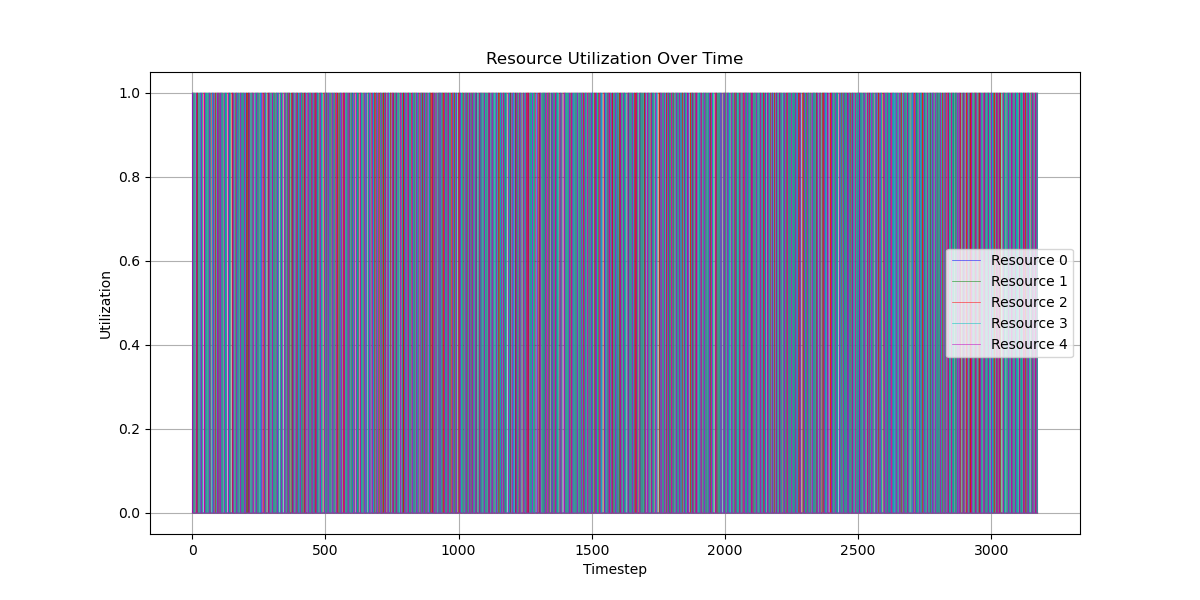 Resource Utilization Over Time
1.0
0.8
0.6
0.4
0.2
0.0
Utilization
Resource 0
Resource 1
Resource 2
Resource 3
Resource 4
0 500 1000 1500 2000 2500 3000
Timestep